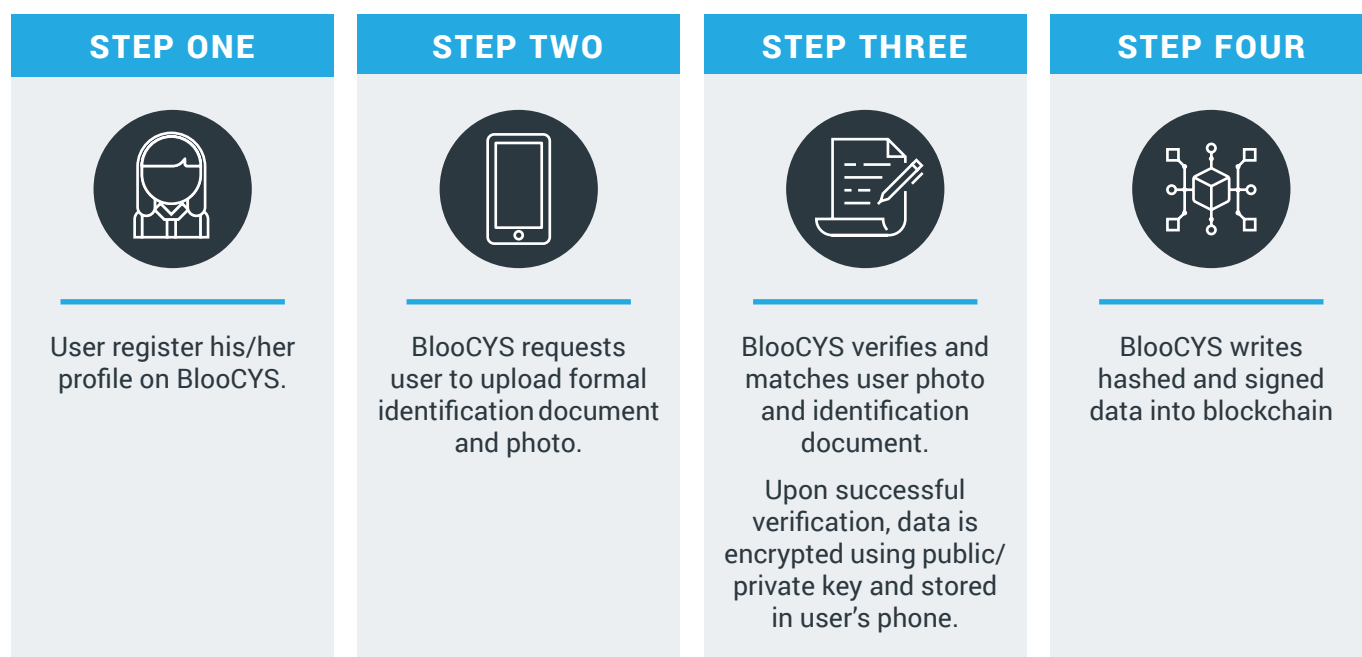 STEP ONE
User register his/her
profile on BlooCYS.
STEP TWO
BlooCYS requests
user to upload formal
identification document
and photo.
STEP THREE
BlooCYS verifies and
matches user photo
and identification
document.
Upon successful
verification, data is
encrypted using public/
private key and stored
in user’s phone.
STEP FOUR
BlooCYS writes
hashed and signed
data into blockchain